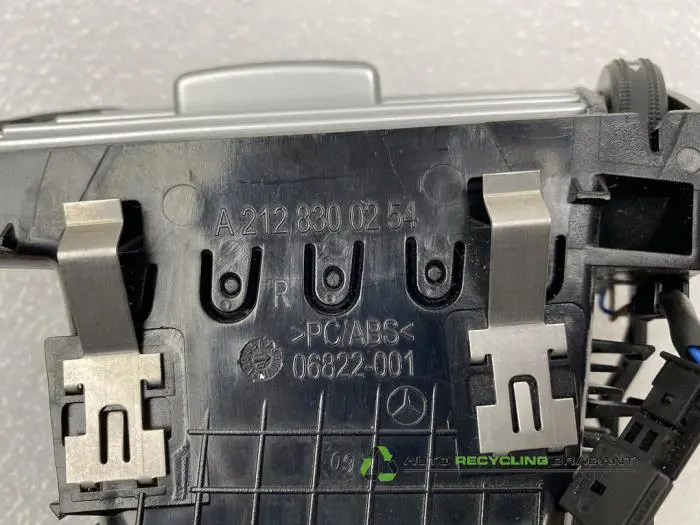 A 212 830 02 54
R
>PC/ABS<
06822-001
09
AUTO RECYCLING BRABANT